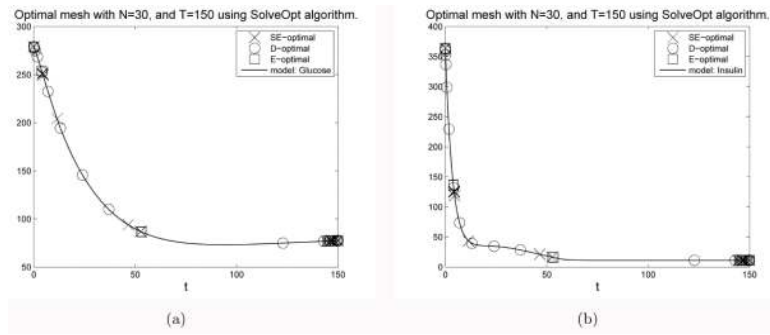 Optimal mesh with N=30, and T=150 using SolveOpt algorithm.
300
250
200
150
100
50
0
50
100
150
t
SE-optimal
D-optimal
E-optimal
model: Glucose
(a)
Optimal mesh with N=30, and T=150 using SolveOpt algorithm.
400
350
300
250
200
150
100
50
0
0
50
100
150
t
SE-optimal
D-optimal
E-optimal
model: Insulin
(b)